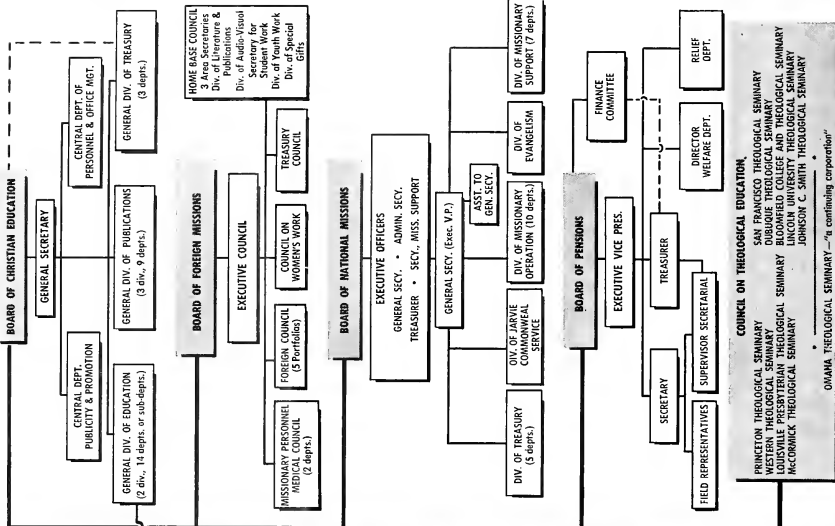 BOARD OF CHRISTIAN EDUCATION
GENERAL SECRETARY
CENTRAL DEPT.
PUBLICITY & PROMOTION
CENTRAL DEPT. OF
PERSONNEL & OFFICE MGT.
GENERAL DIV. OF EDUCATION
(2 div., 14 depts. or sub-depts.)
GENERAL DIV. OF PUBLICATIONS
(3 div., 9 depts.)
GENERAL DIV. OF TREASURY
(3 depts.)
BOARD OF FOREIGN MISSIONS
EXECUTIVE COUNCIL
MISSIONARY PERSONNEL
MEDICAL COUNCIL
(2 depts.)
FOREIGN COUNCIL
(5 Portfolios)
COUNCIL ON
WOMEN'S WORK
TREASURY
COUNCIL
HOME BASE COUNCIL
3 Area Secretaries
Div. of Literature &
Publications
Div. of Audio-Visual
Secretary for
Student Work
Div. of Youth Work
Div. of Special
Gifts
BOARD OF NATIONAL MISSIONS
EXECUTIVE OFFICERS
GENERAL SECY. • ADMIN. SECY.
TREASURER • SECY., MISS. SUPPORT
GENERAL SECY. (Exec. V.P.)
ASST. TO
GEN. SECY.
DIV. OF TREASURY
(5 depts.)
DIV. OF JARVIE
COMMONWEAL
SERVICE
DIV. OF MISSIONARY
OPERATION (10 depts.)
DIV. OF
EVANGELISM
DIV. OF MISSIONARY
SUPPORT (7 depts.)
BOARD OF PENSIONS
EXECUTIVE VICE PRES.
FINANCE
COMMITTEE
SECRETARY
TREASURER
FIELD REPRESENTATIVES
SUPERVISOR SECRETARIAL
DIRECTOR
WELFARE DEPT.
RELIEF
DEPT.
COUNCIL ON THEOLOGICAL EDUCATION
PRINCETON THEOLOGICAL SEMINARY
WESTERN THEOLOGICAL SEMINARY
LOUISVILLE PRESBYTERIAN THEOLOGICAL SEMINARY
McCORMICK THEOLOGICAL SEMINARY
SAN FRANCISCO THEOLOGICAL SEMINARY
DUBUQUE THEOLOGICAL SEMINARY
BLOOMFIELD COLLEGE AND THEOLOGICAL SEMINARY
LINCOLN UNIVERSITY THEOLOGICAL SEMINARY
JOHNSON C. SMITH THEOLOGICAL SEMINARY
OMAHA THEOLOGICAL SEMINARY—"a continuing corporation"